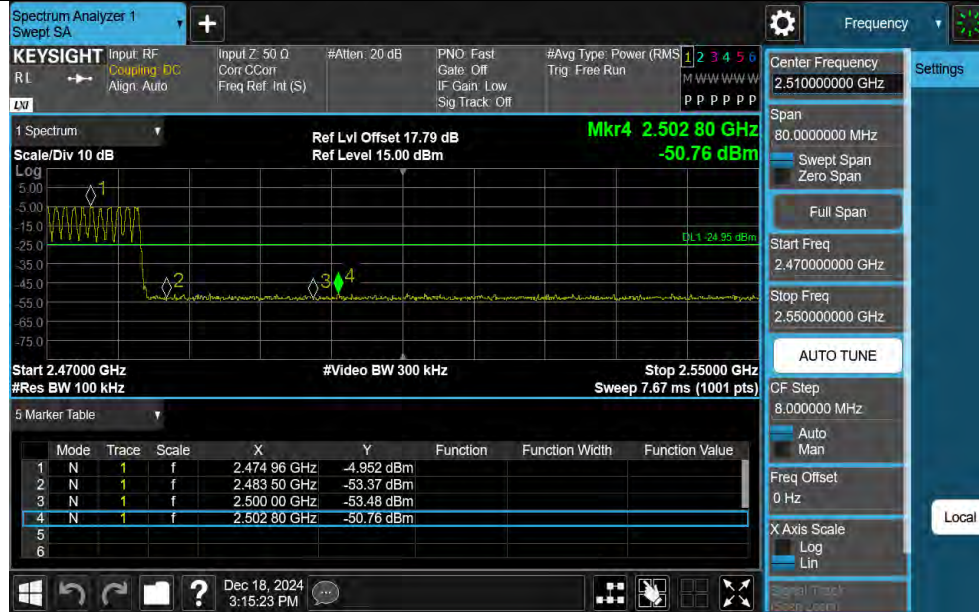 Spectrum Analyzer 1
Swept SA
+
Frequency
KEYSIGHT
RL
LXI
Input: RF
Coupling: DC
Align: Auto
Input Z: 50 Ω
Corr CCorr
Freq Ref: Int (S)
#Atten: 20 dB
PNO: Fast
Gate: Off
IF Gain: Low
Sig Track: Off
#Avg Type: Power (RMS
Trig: Free Run
1 2 3 4 5 6
M W W W W W
P P P P P P
1 Spectrum
Scale/Div 10 dB
Ref Lvl Offset 17.79 dB
Ref Level 15.00 dBm
Mkr4 2.502 80 GHz
-50.76 dBm
Log
5.00
-5.00
-15.0
-25.0
-35.0
-45.0
-55.0
-65.0
-75.0
1
2
3
4
DL1 -24.95 dBm
Start 2.47000 GHz
#Res BW 100 kHz
#Video BW 300 kHz
Stop 2.55000 GHz
Sweep 7.67 ms (1001 pts)
5 Marker Table
Mode Trace Scale X Y Function Function Width Function Value
1 N 1 f 2.474 96 GHz -4.952 dBm
2 N 1 f 2.483 50 GHz -53.37 dBm
3 N 1 f 2.500 00 GHz -53.48 dBm
4 N 1 f 2.502 80 GHz -50.76 dBm
5
6
Dec 18, 2024
3:15:23 PM
?
Center Frequency
2.510000000 GHz
Span
80.0000000 MHz
Swept Span
Zero Span
Full Span
Start Freq
2.470000000 GHz
Stop Freq
2.550000000 GHz
AUTO TUNE
CF Step
8.000000 MHz
Auto
Man
Freq Offset
0 Hz
X Axis Scale
Log
Lin
Signal Track
(Span Zoom)
Settings
Local